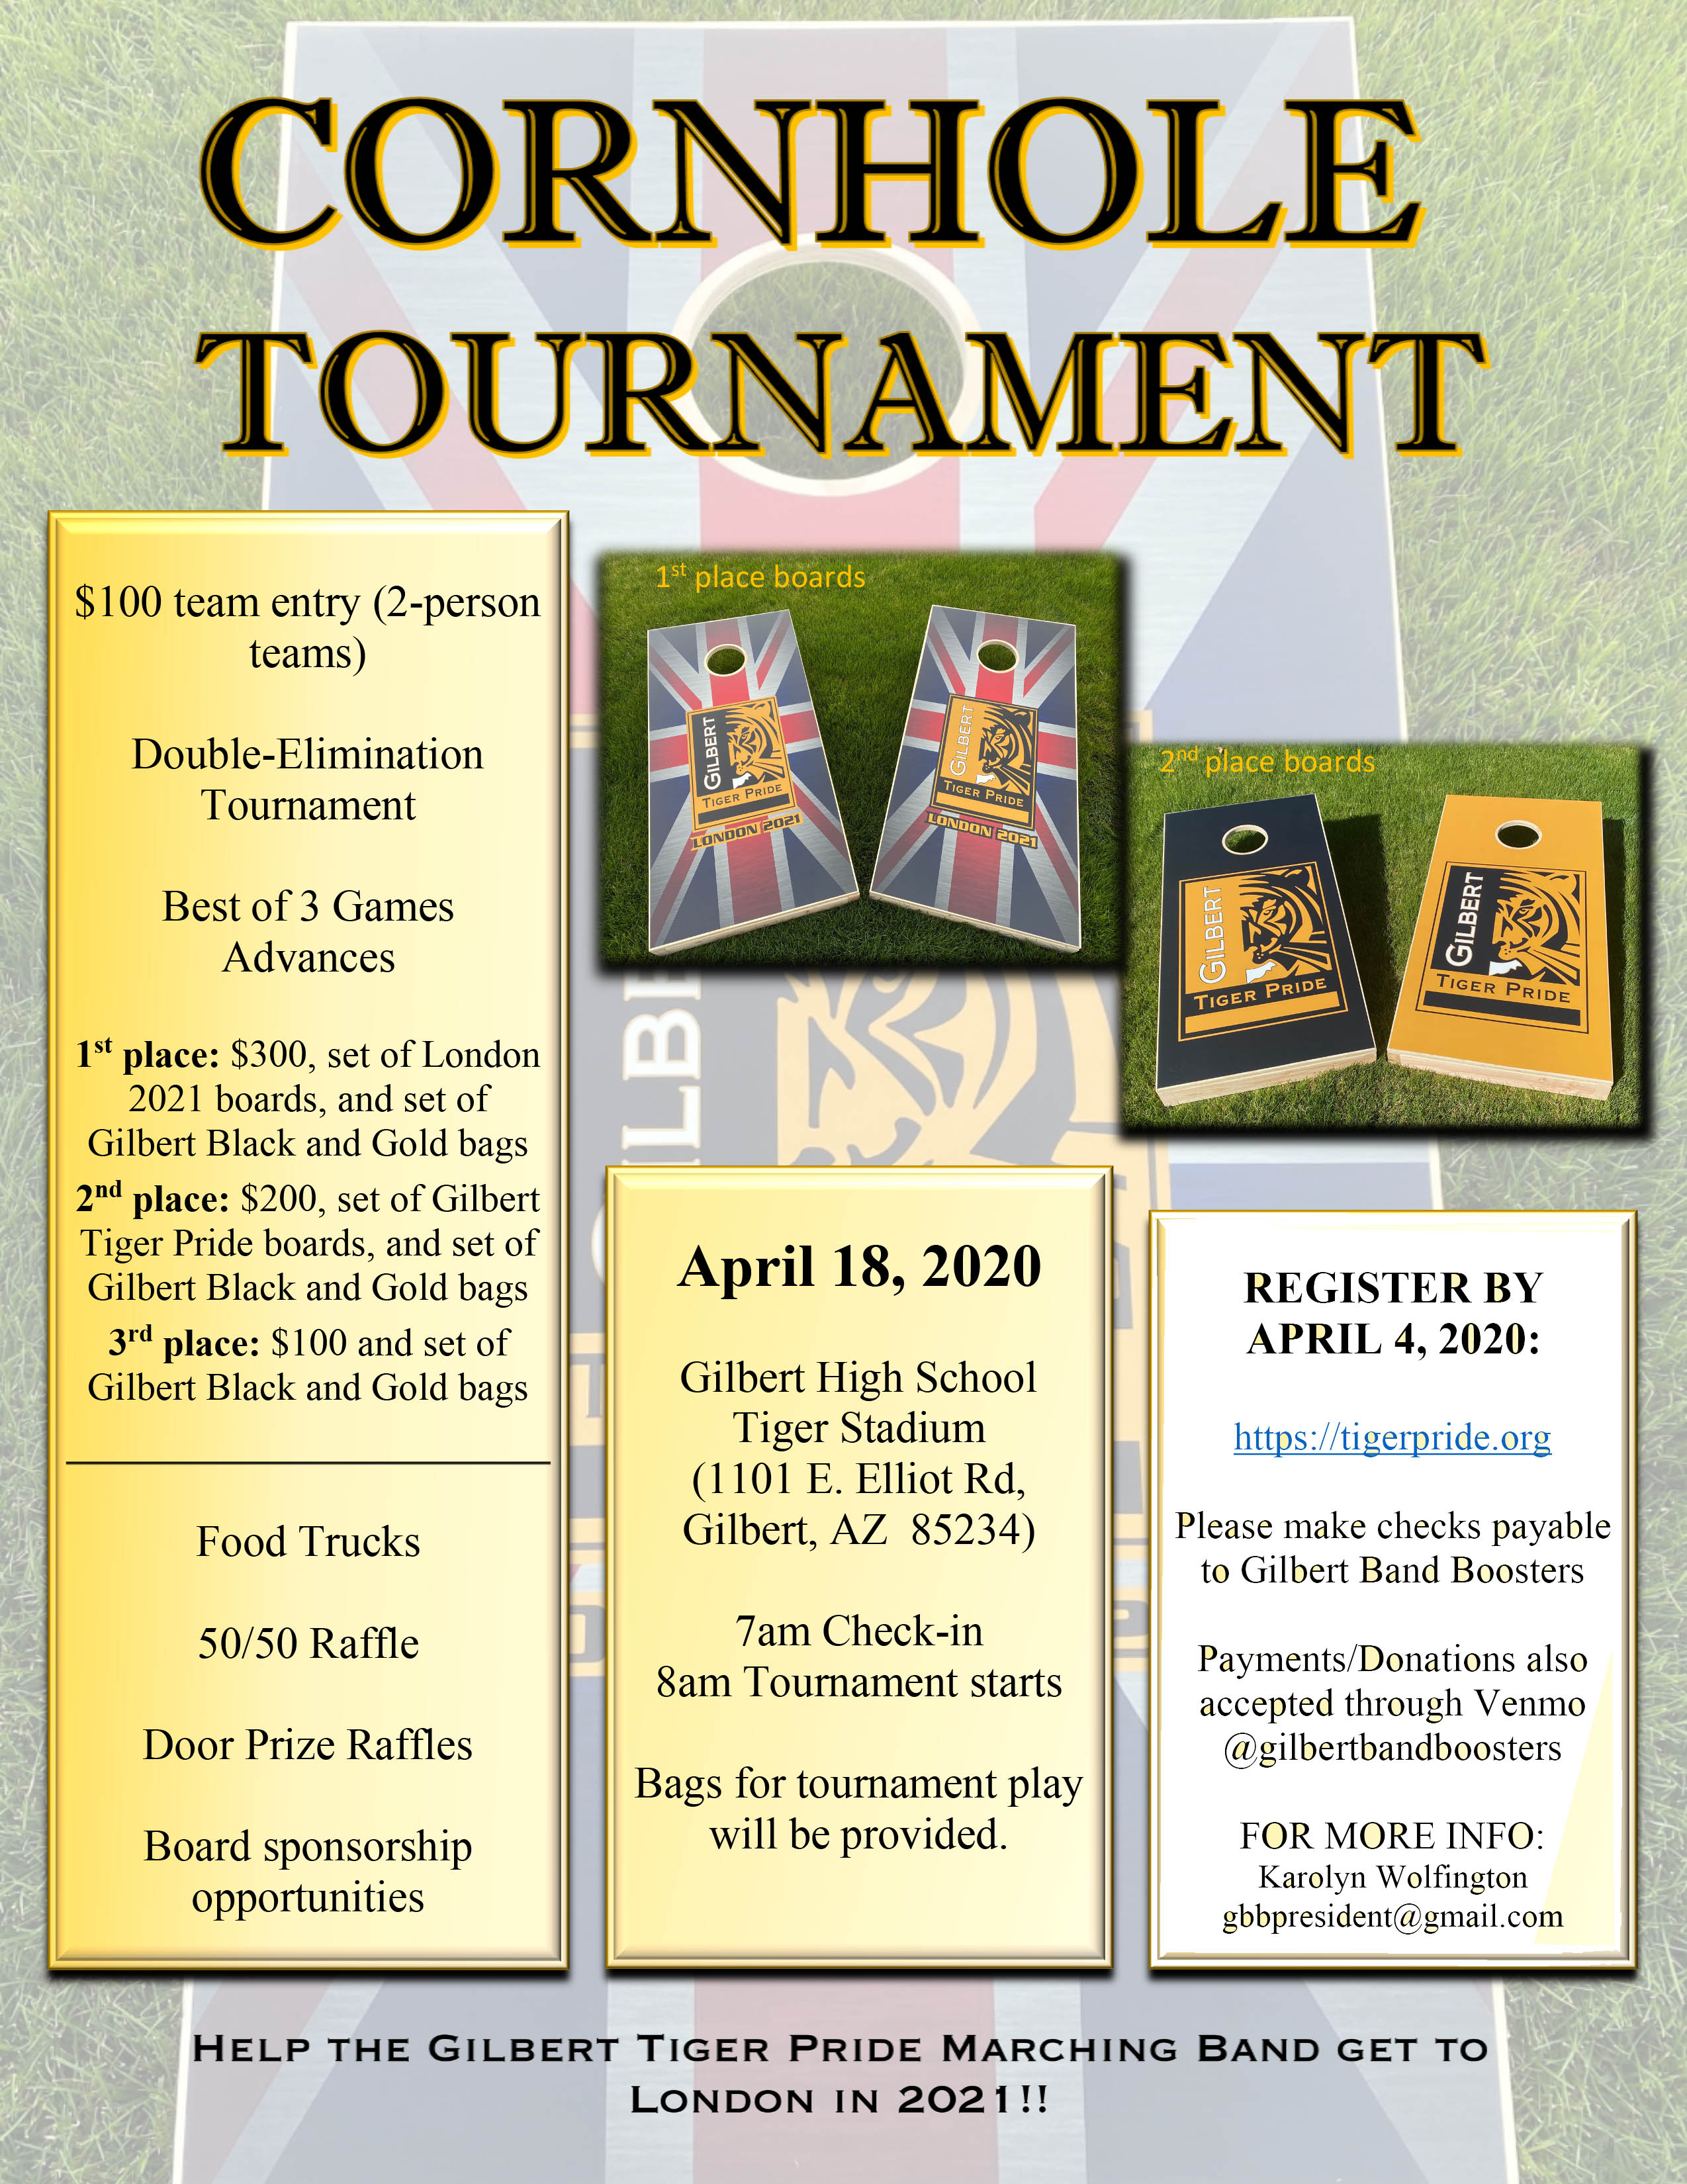 CORNHOLE
TOURNAMENT
$100 team entry (2-person
teams)
Double-Elimination
Tournament
Best of 3 Games
Advances
1st place: $300, set of London
2021 boards, and set of
Gilbert Black and Gold bags
2nd place: $200, set of Gilbert
Tiger Pride boards, and set of
Gilbert Black and Gold bags
3rd place: $100 and set of
Gilbert Black and Gold bags
Food Trucks
50/50 Raffle
Door Prize Raffles
Board sponsorship
opportunities
1st place boards
GILBERT
TIGER PRIDE
LONDON 2021
GILBERT
TIGER PRIDE
LONDON 2021
2nd place boards
GILBERT
TIGER PRIDE
GILBERT
TIGER PRIDE
April 18, 2020
Gilbert High School
Tiger Stadium
(1101 E. Elliot Rd,
Gilbert, AZ  85234)
7am Check-in
8am Tournament starts
Bags for tournament play
will be provided.
REGISTER BY
APRIL 4, 2020:
https://tigerpride.org
Please make checks payable
to Gilbert Band Boosters
Payments/Donations also
accepted through Venmo
@gilbertbandboosters
FOR MORE INFO:
Karolyn Wolfington
gbbpresident@gmail.com
HELP THE GILBERT TIGER PRIDE MARCHING BAND GET TO
LONDON IN 2021!!